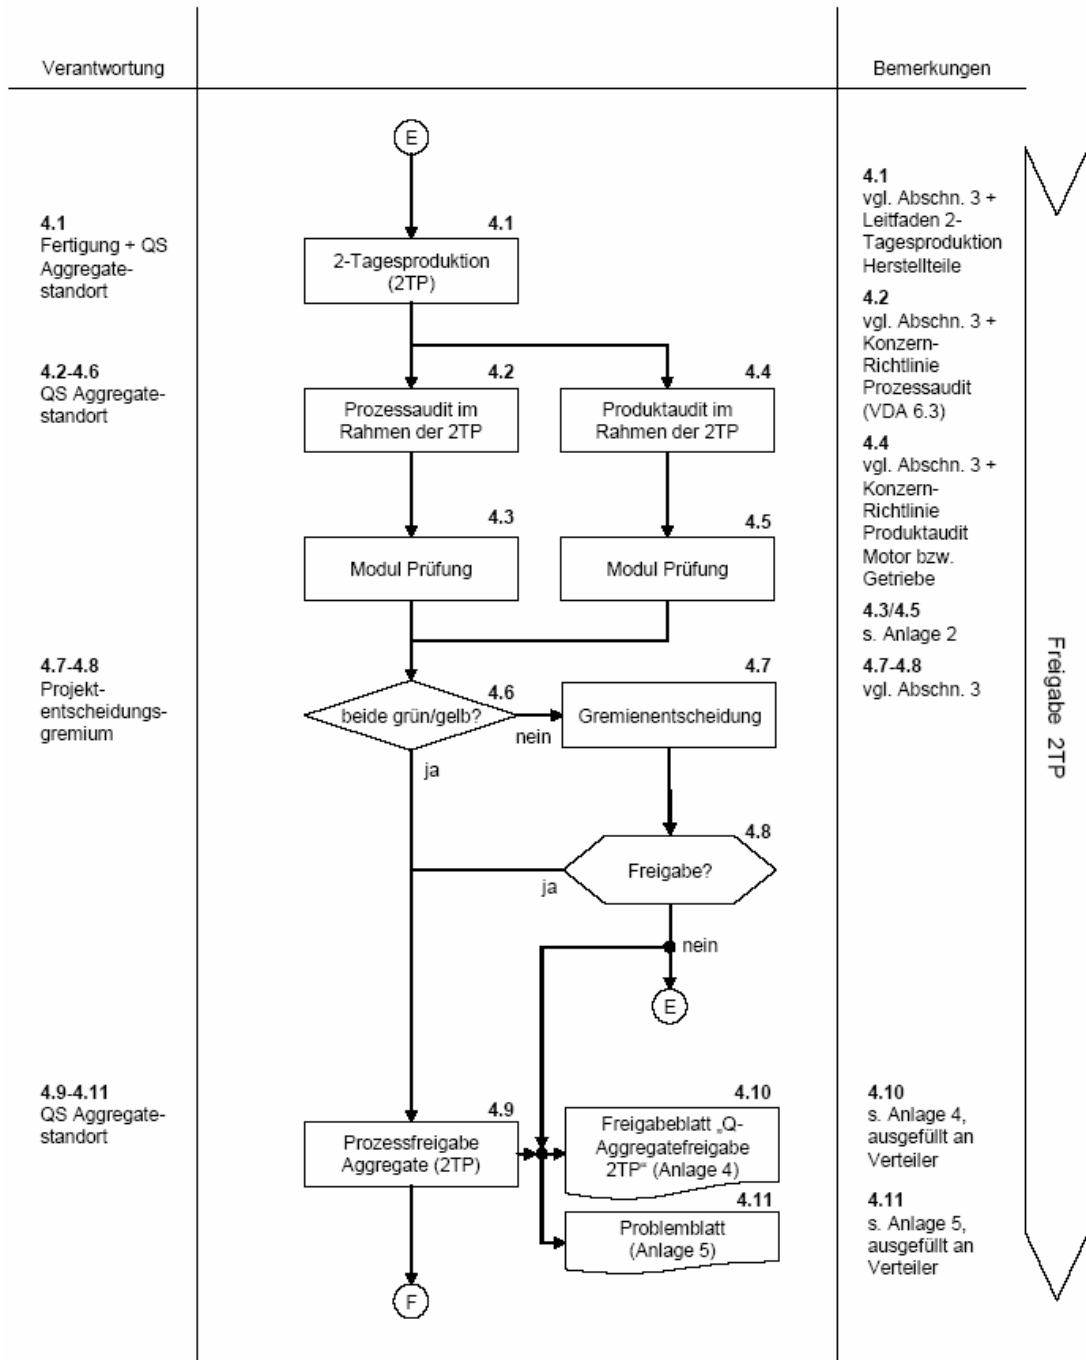 Verantwortung
Bemerkungen
E
4.1
Fertigung + QS
Aggregate-
standort
4.1
2-Tagesproduktion
(2TP)
4.1
vgl. Abschn. 3 +
Leitfaden 2-
Tagesproduktion
Herstellteile
4.2
vgl. Abschn. 3 +
Konzern-
Richtlinie
Prozessaudit
(VDA 6.3)
4.2-4.6
QS Aggregate-
standort
4.2
Prozessaudit im
Rahmen der 2TP
4.4
Produktaudit im
Rahmen der 2TP
4.4
vgl. Abschn. 3 +
Konzern-
Richtlinie
Produktaudit
Motor bzw.
Getriebe
4.3
Modul Prüfung
4.5
Modul Prüfung
4.3/4.5
s. Anlage 2
4.7-4.8
Projekt-
entscheidungs-
gremium
4.6
beide grün/gelb?
nein
ja
4.7
Gremienentscheidung
4.7-4.8
vgl. Abschn. 3
Freigabe 2TP
4.8
Freigabe?
ja
nein
E
4.9-4.11
QS Aggregate-
standort
4.9
Prozessfreigabe
Aggregate (2TP)
4.10
Freigabeblatt „Q-
Aggregatefreigabe
2TP“ (Anlage 4)
4.10
s. Anlage 4,
ausgefüllt an
Verteiler
4.11
Problemblatt
(Anlage 5)
4.11
s. Anlage 5,
ausgefüllt an
Verteiler
F